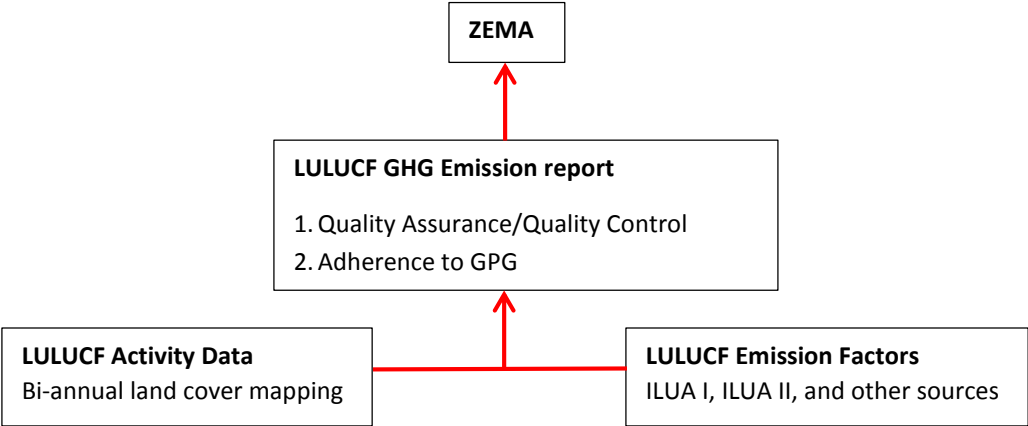 ZEMA
LULUCF GHG Emission report
1. Quality Assurance/Quality Control
2. Adherence to GPG
LULUCF Activity Data
Bi-annual land cover mapping
LULUCF Emission Factors
ILUA I, ILUA II, and other sources